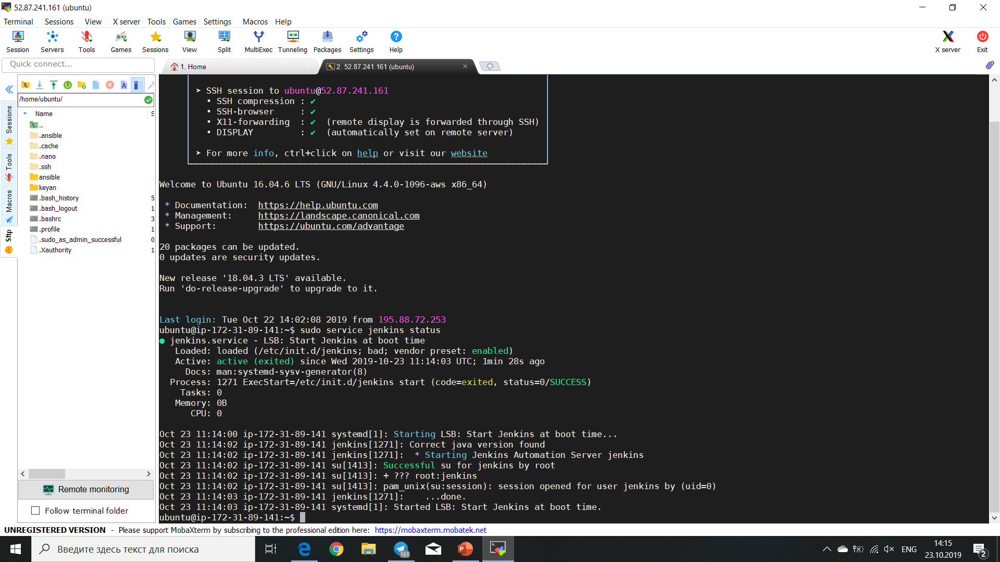 52.87.241.161 (ubuntu)
Terminal Sessions View X server Tools Games Settings Macros Help
Session Servers Tools Games Sessions View Split MultiExec Tunneling Packages Settings Help X server Exit
Quick connect...
1. Home
2. 52.87.241.161 (ubuntu)
Sessions
Tools
Macros
Sftp
/home/ubuntu/
Name S
..
.ansible
.cache
.nano
.ssh
ansible
keyan
.bash_history 5
.bash_logout 1
.bashrc 3
.profile 1
.sudo_as_admin_successful 0
.Xauthority 1
Remote monitoring
Follow terminal folder
➤ SSH session to ubuntu@52.87.241.161
• SSH compression : ✔
• SSH-browser : ✔
• X11-forwarding : ✔ (remote display is forwarded through SSH)
• DISPLAY : ✔ (automatically set on remote server)
➤ For more info, ctrl+click on help or visit our website
Welcome to Ubuntu 16.04.6 LTS (GNU/Linux 4.4.0-1096-aws x86_64)
* Documentation: https://help.ubuntu.com
* Management: https://landscape.canonical.com
* Support: https://ubuntu.com/advantage
20 packages can be updated.
0 updates are security updates.
New release '18.04.3 LTS' available.
Run 'do-release-upgrade' to upgrade to it.
Last login: Tue Oct 22 14:02:08 2019 from 195.88.72.253
ubuntu@ip-172-31-89-141:~$ sudo service jenkins status
● jenkins.service - LSB: Start Jenkins at boot time
Loaded: loaded (/etc/init.d/jenkins; bad; vendor preset: enabled)
Active: active (exited) since Wed 2019-10-23 11:14:03 UTC; 1min 28s ago
Docs: man:systemd-sysv-generator(8)
Process: 1271 ExecStart=/etc/init.d/jenkins start (code=exited, status=0/SUCCESS)
Tasks: 0
Memory: 0B
CPU: 0
Oct 23 11:14:00 ip-172-31-89-141 systemd[1]: Starting LSB: Start Jenkins at boot time...
Oct 23 11:14:02 ip-172-31-89-141 jenkins[1271]: Correct java version found
Oct 23 11:14:02 ip-172-31-89-141 jenkins[1271]: * Starting Jenkins Automation Server jenkins
Oct 23 11:14:02 ip-172-31-89-141 su[1413]: Successful su for jenkins by root
Oct 23 11:14:02 ip-172-31-89-141 su[1413]: + ??? root:jenkins
Oct 23 11:14:02 ip-172-31-89-141 su[1413]: pam_unix(su:session): session opened for user jenkins by (uid=0)
Oct 23 11:14:03 ip-172-31-89-141 jenkins[1271]: ...done.
Oct 23 11:14:03 ip-172-31-89-141 systemd[1]: Started LSB: Start Jenkins at boot time.
ubuntu@ip-172-31-89-141:~$
UNREGISTERED VERSION - Please support MobaXterm by subscribing to the professional edition here: https://mobaxterm.mobatek.net
Введите здесь текст для поиска
161
ENG
14:15
23.10.2019
2